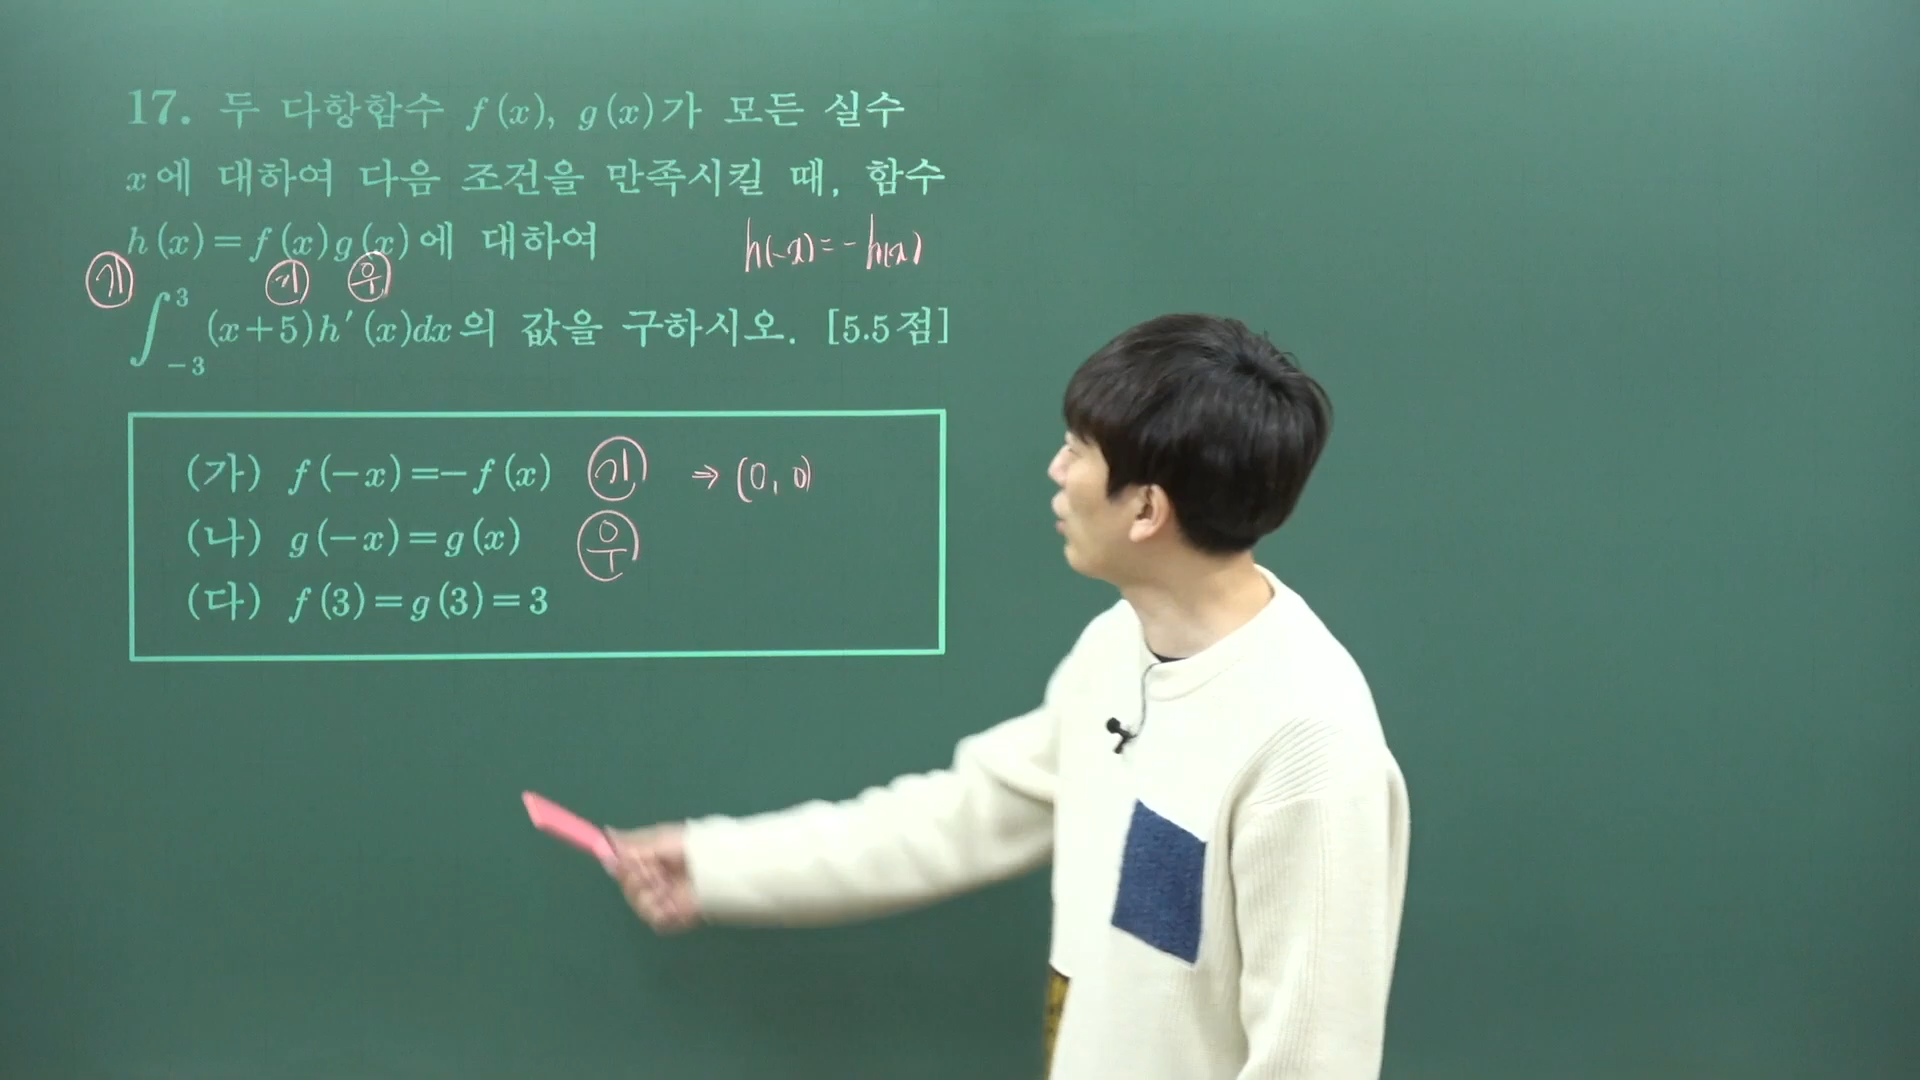 17. 두 다항함수 f(x), g(x)가 모든 실수
x에 대하여 다음 조건을 만족시킬 때, 함수
h(x)=f(x)g(x)에 대하여
h(-x)=-h(x)
기 기 우
∫_{-3}^{3} (x+5)h′(x)dx의 값을 구하시오. [5.5점]
(가) f(-x)=-f(x) 기 ⇒ (0, 0)
(나) g(-x)=g(x) 우
(다) f(3)=g(3)=3